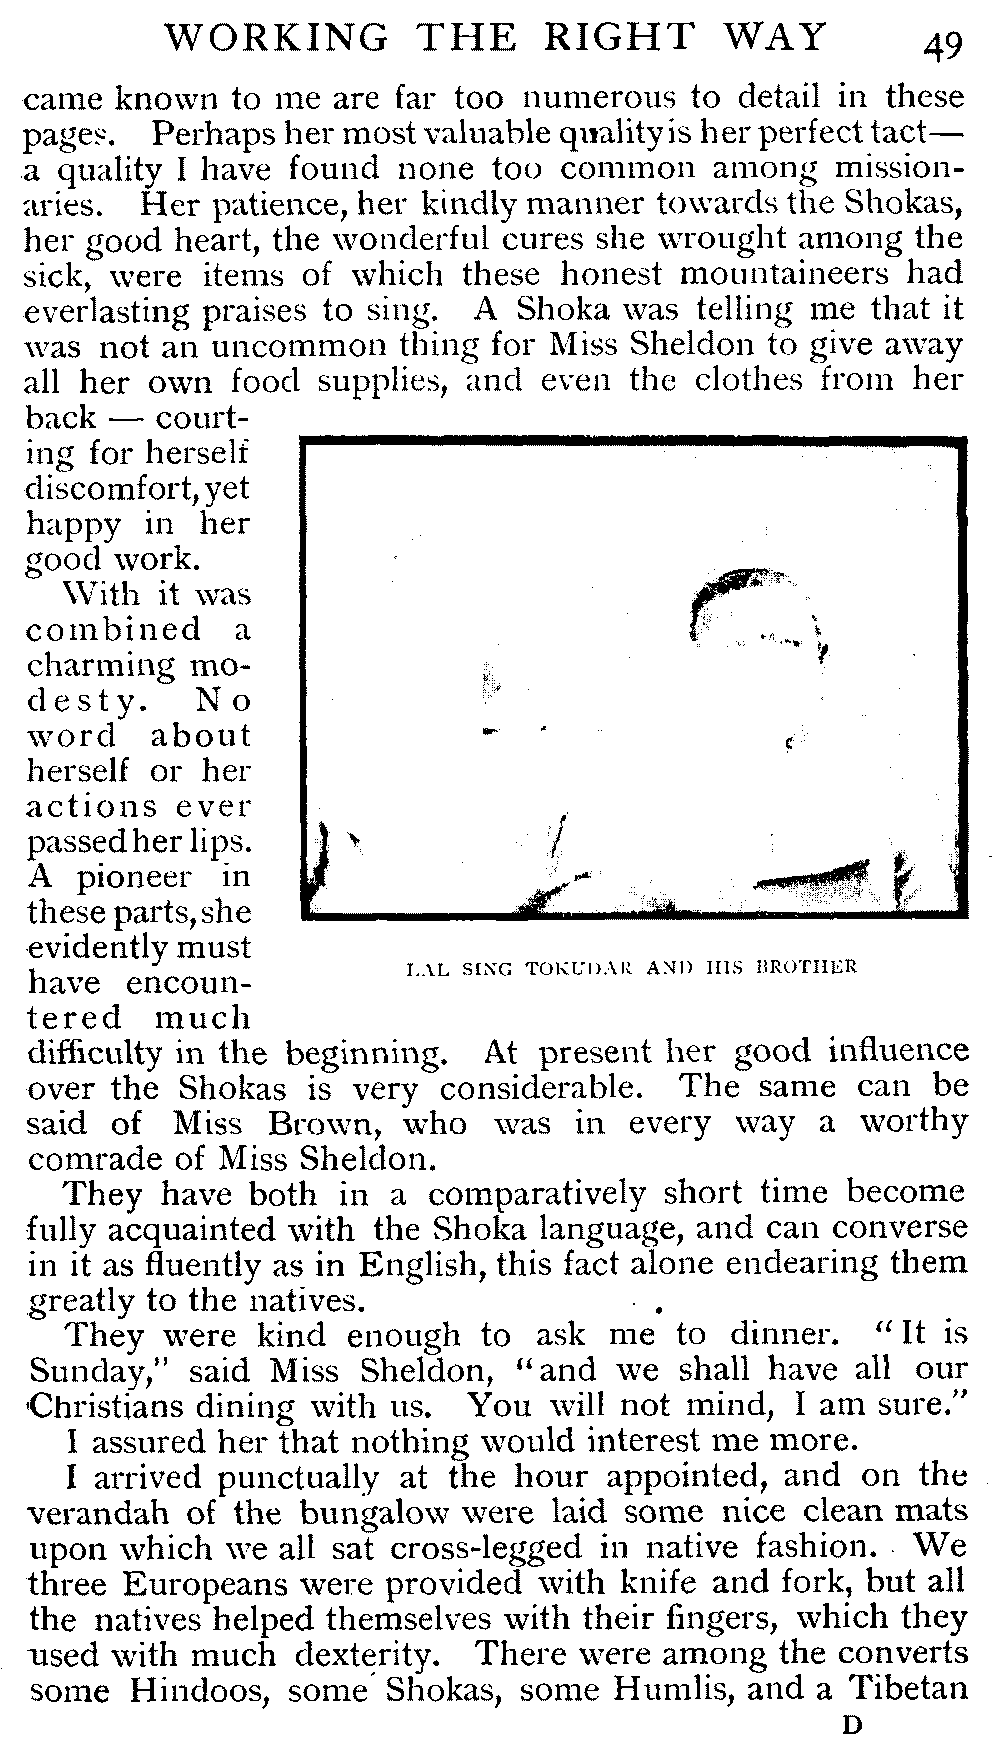 WORKING THE RIGHT WAY 49
came known to me are far too numerous to detail in these
pages. Perhaps her most valuable quality is her perfect tact—
a quality I have found none too common among mission-
aries. Her patience, her kindly manner towards the Shokas,
her good heart, the wonderful cures she wrought among the
sick, were items of which these honest mountaineers had
everlasting praises to sing. A Shoka was telling me that it
was not an uncommon thing for Miss Sheldon to give away
all her own food supplies, and even the clothes from her
back — court-
ing for herself
discomfort, yet
happy in her
good work.
With it was
combined a
charming mo-
desty. No
word about
herself or her
actions ever
passed her lips.
A pioneer in
these parts, she
evidently must
have encoun-
tered much
LAL SING TOKUDAR AND HIS BROTHER
difficulty in the beginning. At present her good influence
over the Shokas is very considerable. The same can be
said of Miss Brown, who was in every way a worthy
comrade of Miss Sheldon.
They have both in a comparatively short time become
fully acquainted with the Shoka language, and can converse
in it as fluently as in English, this fact alone endearing them
greatly to the natives.
They were kind enough to ask me to dinner. "It is
Sunday," said Miss Sheldon, "and we shall have all our
Christians dining with us. You will not mind, I am sure."
I assured her that nothing would interest me more.
I arrived punctually at the hour appointed, and on the
verandah of the bungalow were laid some nice clean mats
upon which we all sat cross-legged in native fashion. We
three Europeans were provided with knife and fork, but all
the natives helped themselves with their fingers, which they
used with much dexterity. There were among the converts
some Hindoos, some Shokas, some Humlis, and a Tibetan
D